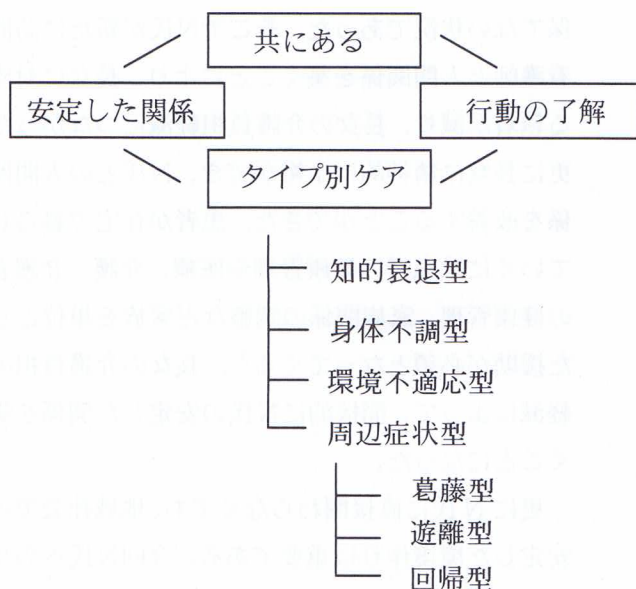 共にある
安定した関係
行動の了解
タイプ別ケア
知的衰退型
身体不調型
環境不適応型
周辺症状型
葛藤型
遊離型
回帰型